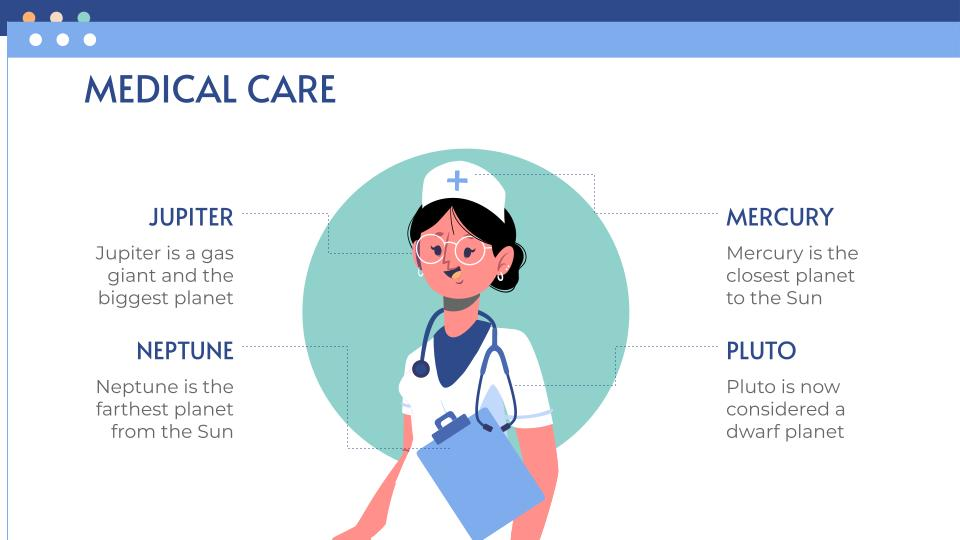 MEDICAL CARE
JUPITER
Jupiter is a gas
giant and the
biggest planet
NEPTUNE
Neptune is the
farthest planet
from the Sun
MERCURY
Mercury is the
closest planet
to the Sun
PLUTO
Pluto is now
considered a
dwarf planet